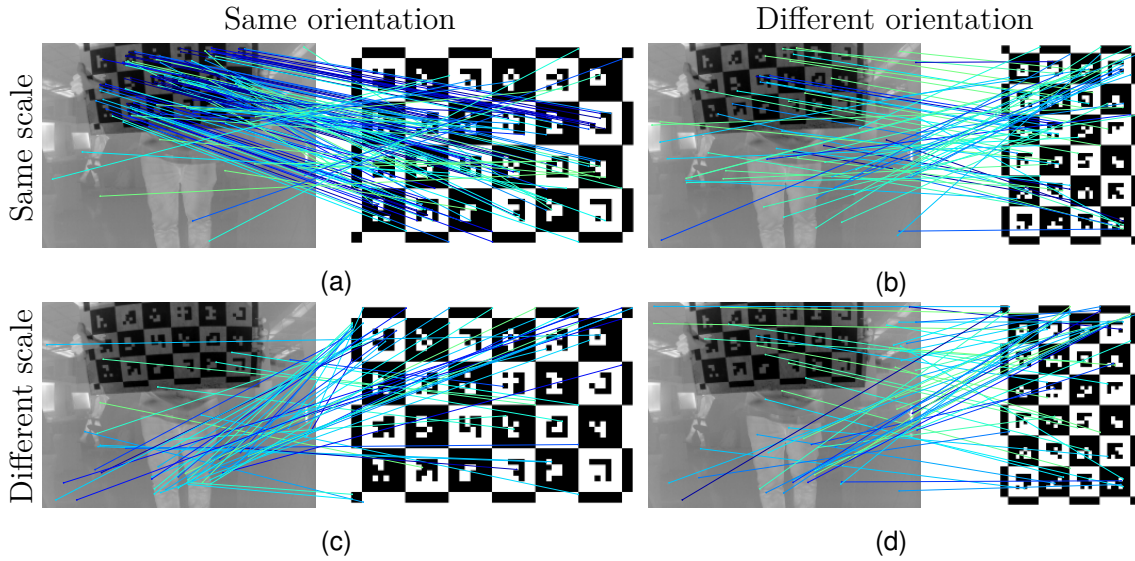 Same orientation
Different orientation
Same scale
(a)
(b)
Different scale
(c)
(d)